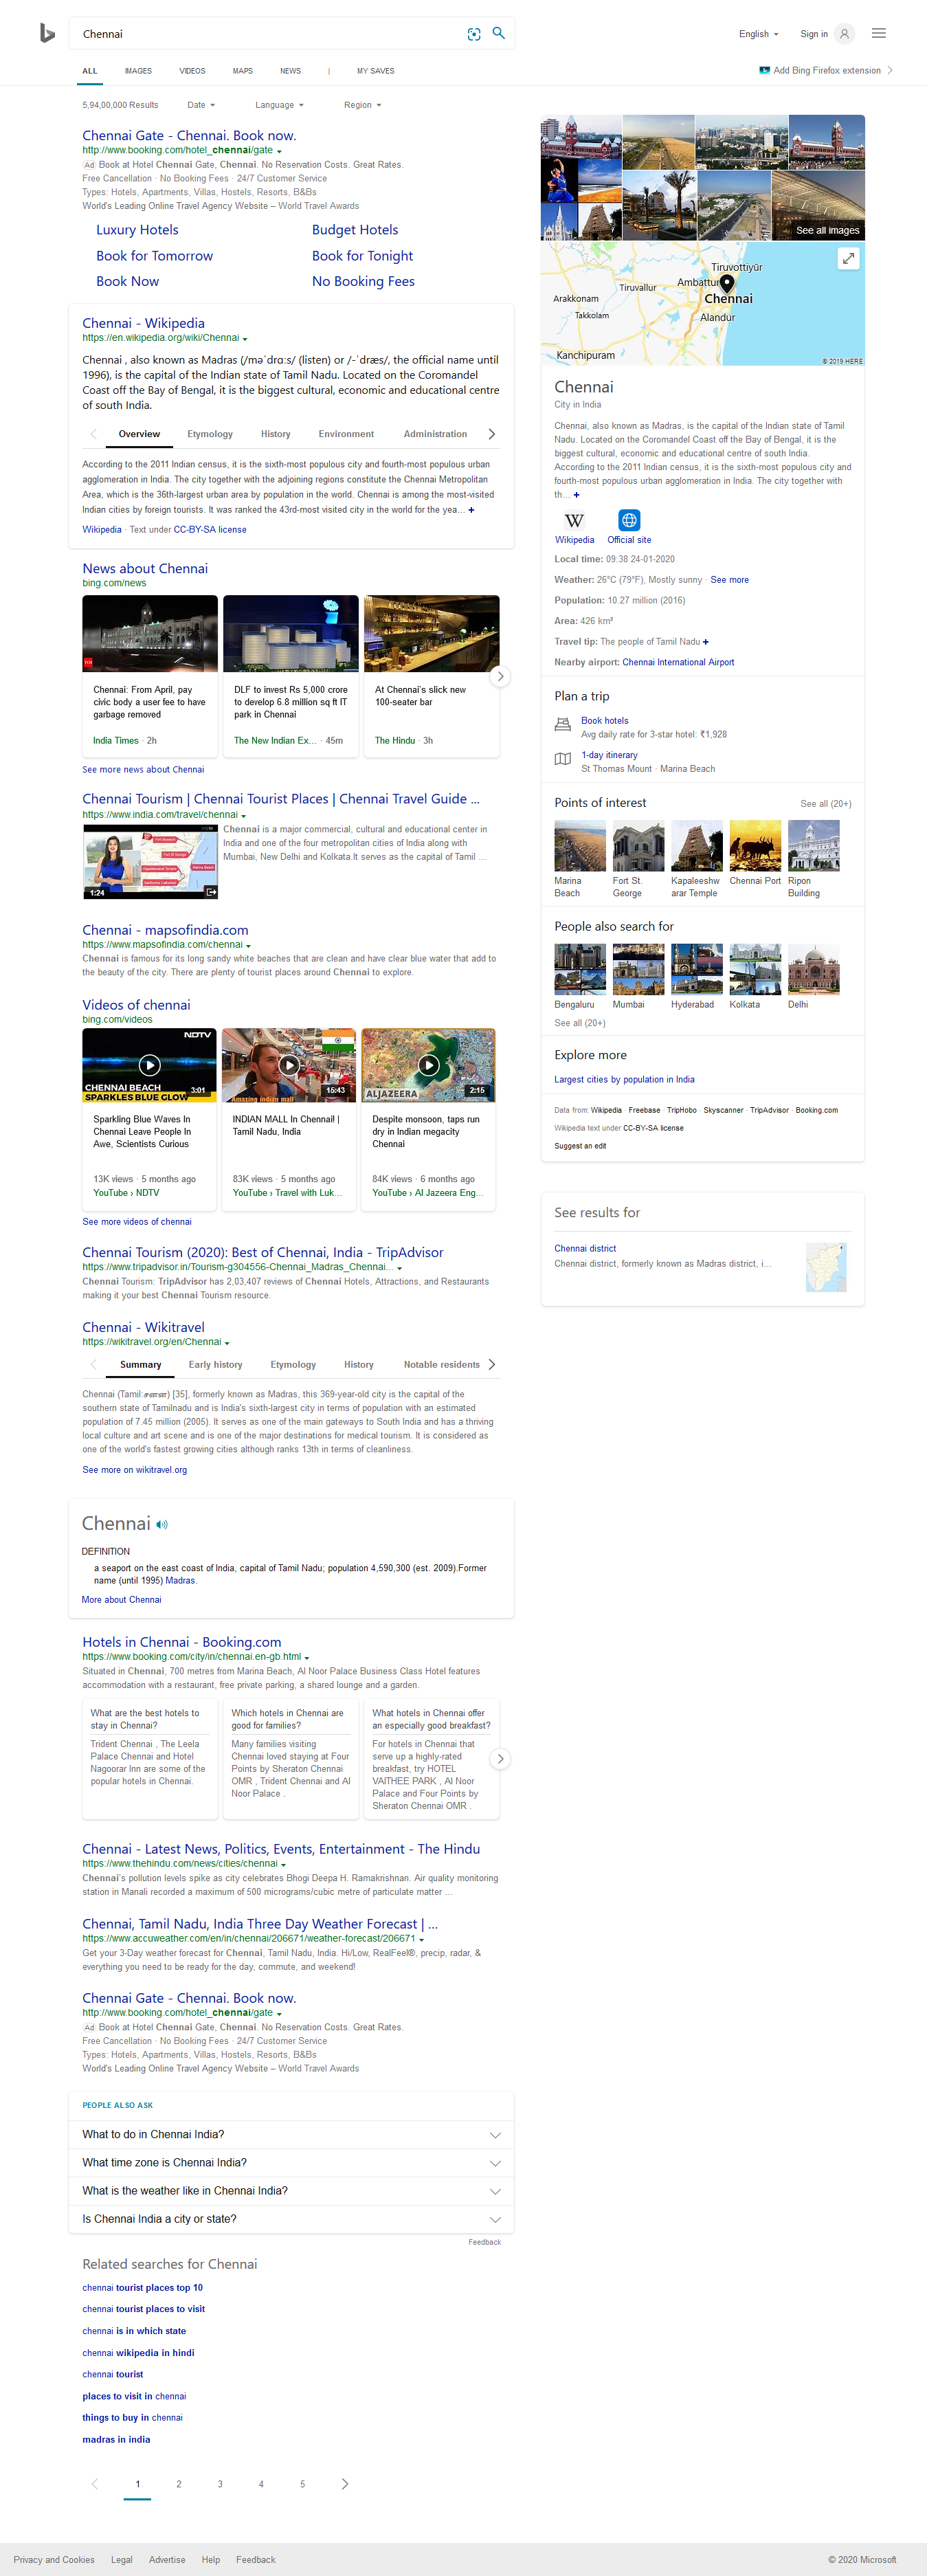 Chennai
English
Sign in
ALL IMAGES VIDEOS MAPS NEWS | MY SAVES
Add Bing Firefox extension
5,94,00,000 Results Date Language Region
Chennai Gate - Chennai. Book now.
http://www.booking.com/hotel_chennai/gate
Ad Book at Hotel Chennai Gate, Chennai. No Reservation Costs. Great Rates.
Free Cancellation · No Booking Fees · 24/7 Customer Service
Types: Hotels, Apartments, Villas, Hostels, Resorts, B&Bs
World's Leading Online Travel Agency Website – World Travel Awards
Luxury Hotels Budget Hotels
Book for Tomorrow Book for Tonight
Book Now No Booking Fees
Chennai - Wikipedia
https://en.wikipedia.org/wiki/Chennai
Chennai , also known as Madras (/məˈdrɑːs/ (listen) or /-ˈdræs/, the official name until
1996), is the capital of the Indian state of Tamil Nadu. Located on the Coromandel
Coast off the Bay of Bengal, it is the biggest cultural, economic and educational centre
of south India.
Overview Etymology History Environment Administration
According to the 2011 Indian census, it is the sixth-most populous city and fourth-most populous urban
agglomeration in India. The city together with the adjoining regions constitute the Chennai Metropolitan
Area, which is the 36th-largest urban area by population in the world. Chennai is among the most-visited
Indian cities by foreign tourists. It was ranked the 43rd-most visited city in the world for the yea... +
Wikipedia · Text under CC-BY-SA license
News about Chennai
bing.com/news
Chennai: From April, pay
civic body a user fee to have
garbage removed
India Times · 2h
DLF to invest Rs 5,000 crore
to develop 6.8 million sq ft IT
park in Chennai
The New Indian Ex... · 45m
At Chennai's slick new
100-seater bar
The Hindu · 3h
See more news about Chennai
Chennai Tourism | Chennai Tourist Places | Chennai Travel Guide ...
https://www.india.com/travel/chennai
1:24
Chennai is a major commercial, cultural and educational center in
India and one of the four metropolitan cities of India along with
Mumbai, New Delhi and Kolkata.It serves as the capital of Tamil ...
Chennai - mapsofindia.com
https://www.mapsofindia.com/chennai
Chennai is famous for its long sandy white beaches that are clean and have clear blue water that add to
the beauty of the city. There are plenty of tourist places around Chennai to explore.
Videos of chennai
bing.com/videos
NDTV
CHENNAI BEACH
SPARKLES BLUE GLOW
3:01
Sparkling Blue Waves In
Chennai Leave People In
Awe, Scientists Curious
13K views · 5 months ago
YouTube › NDTV
Amazing indian mall
15:43
INDIAN MALL In Chennai! |
Tamil Nadu, India
83K views · 5 months ago
YouTube › Travel with Luk...
ALJAZEERA
2:15
Despite monsoon, taps run
dry in Indian megacity
Chennai
84K views · 6 months ago
YouTube › Al Jazeera Eng...
See more videos of chennai
Chennai Tourism (2020): Best of Chennai, India - TripAdvisor
https://www.tripadvisor.in/Tourism-g304556-Chennai_Madras_Chennai...
Chennai Tourism: TripAdvisor has 2,03,407 reviews of Chennai Hotels, Attractions, and Restaurants
making it your best Chennai Tourism resource.
Chennai - Wikitravel
https://wikitravel.org/en/Chennai
Summary Early history Etymology History Notable residents
Chennai (Tamil: [35], formerly known as Madras, this 369-year-old city is the capital of the
southern state of Tamilnadu and is India's sixth-largest city in terms of population with an estimated
population of 7.45 million (2005). It serves as one of the main gateways to South India and has a thriving
local culture and art scene and is one of the major destinations for medical tourism. It is considered as
one of the world's fastest growing cities although ranks 13th in terms of cleanliness.
See more on wikitravel.org
Chennai
DEFINITION
a seaport on the east coast of India, capital of Tamil Nadu; population 4,590,300 (est. 2009).Former
name (until 1995) Madras.
More about Chennai
Hotels in Chennai - Booking.com
https://www.booking.com/city/in/chennai.en-gb.html
Situated in Chennai, 700 metres from Marina Beach, Al Noor Palace Business Class Hotel features
accommodation with a restaurant, free private parking, a shared lounge and a garden.
What are the best hotels to
stay in Chennai?
Trident Chennai , The Leela
Palace Chennai and Hotel
Nagoorar Inn are some of the
popular hotels in Chennai.
Which hotels in Chennai are
good for families?
Many families visiting
Chennai loved staying at Four
Points by Sheraton Chennai
OMR , Trident Chennai and Al
Noor Palace .
What hotels in Chennai offer
an especially good breakfast?
For hotels in Chennai that
serve up a highly-rated
breakfast, try HOTEL
VAITHEE PARK , Al Noor
Palace and Four Points by
Sheraton Chennai OMR .
Chennai - Latest News, Politics, Events, Entertainment - The Hindu
https://www.thehindu.com/news/cities/chennai
Chennai's pollution levels spike as city celebrates Bhogi Deepa H. Ramakrishnan. Air quality monitoring
station in Manali recorded a maximum of 500 micrograms/cubic metre of particulate matter ...
Chennai, Tamil Nadu, India Three Day Weather Forecast | ...
https://www.accuweather.com/en/in/chennai/206671/weather-forecast/206671
Get your 3-Day weather forecast for Chennai, Tamil Nadu, India. Hi/Low, RealFeel®, precip, radar, &
everything you need to be ready for the day, commute, and weekend!
Chennai Gate - Chennai. Book now.
http://www.booking.com/hotel_chennai/gate
Ad Book at Hotel Chennai Gate, Chennai. No Reservation Costs. Great Rates.
Free Cancellation · No Booking Fees · 24/7 Customer Service
Types: Hotels, Apartments, Villas, Hostels, Resorts, B&Bs
World's Leading Online Travel Agency Website – World Travel Awards
PEOPLE ALSO ASK
What to do in Chennai India?
What time zone is Chennai India?
What is the weather like in Chennai India?
Is Chennai India a city or state?
Feedback
Related searches for Chennai
chennai tourist places top 10
chennai tourist places to visit
chennai is in which state
chennai wikipedia in hindi
chennai tourist
places to visit in chennai
things to buy in chennai
madras in india
1 2 3 4 5
See all images
Tiruvottiyūr
Ambattur
Tiruvallur
Arakkonam
Chennai
Takkolam
Alandur
Kanchipuram
© 2019 HERE
Chennai
City in India
Chennai, also known as Madras, is the capital of the Indian state of Tamil
Nadu. Located on the Coromandel Coast off the Bay of Bengal, it is the
biggest cultural, economic and educational centre of south India.
According to the 2011 Indian census, it is the sixth-most populous city and
fourth-most populous urban agglomeration in India. The city together with
th... +
W
Wikipedia Official site
Local time: 09:38 24-01-2020
Weather: 26°C (79°F), Mostly sunny · See more
Population: 10.27 million (2016)
Area: 426 km²
Travel tip: The people of Tamil Nadu +
Nearby airport: Chennai International Airport
Plan a trip
Book hotels
Avg daily rate for 3-star hotel: ₹1,928
1-day itinerary
St Thomas Mount · Marina Beach
Points of interest See all (20+)
Marina
Beach
Fort St.
George
Kapaleeshw
arar Temple
Chennai Port
Ripon
Building
People also search for
Bengaluru Mumbai Hyderabad Kolkata Delhi
See all (20+)
Explore more
Largest cities by population in India
Data from: Wikipedia · Freebase · TripHobo · Skyscanner · TripAdvisor · Booking.com
Wikipedia text under CC-BY-SA license
Suggest an edit
See results for
Chennai district
Chennai district, formerly known as Madras district, i...
Privacy and Cookies Legal Advertise Help Feedback
© 2020 Microsoft